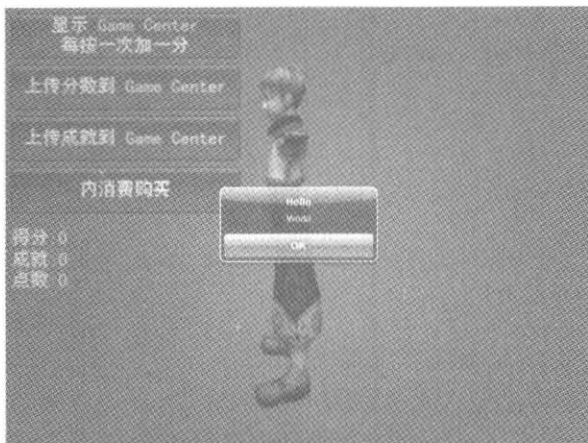 显示 Game Center
每按一次加一分
上传分数到 Game Center
上传成就到 Game Center
内消费购买
得分 0
成就 0
点数 0
Hello
World
OK